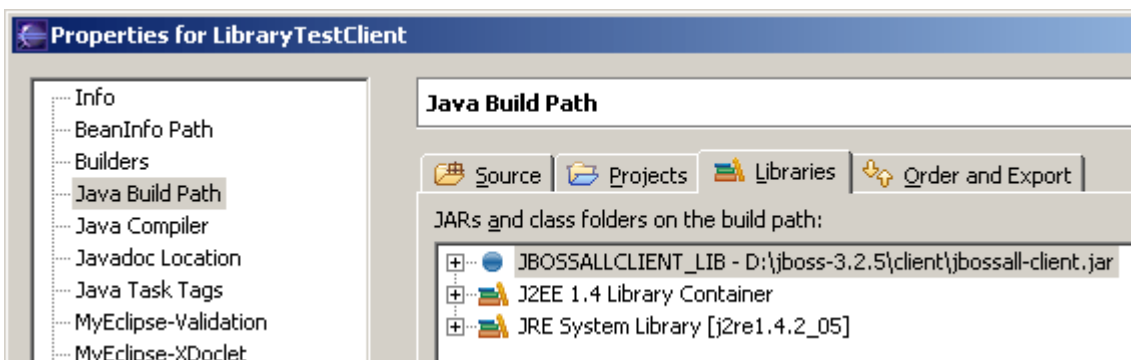 Properties for LibraryTestClient
Info
BeanInfo Path
Builders
Java Build Path
Java Compiler
Javadoc Location
Java Task Tags
MyEclipse-Validation
MyEclipse-XDoclet
Java Build Path
Source Projects Libraries Order and Export
JARs and class folders on the build path:
JBOSSALLCLIENT_LIB - D:\jboss-3.2.5\client\jbossall-client.jar
J2EE 1.4 Library Container
JRE System Library [j2re1.4.2_05]